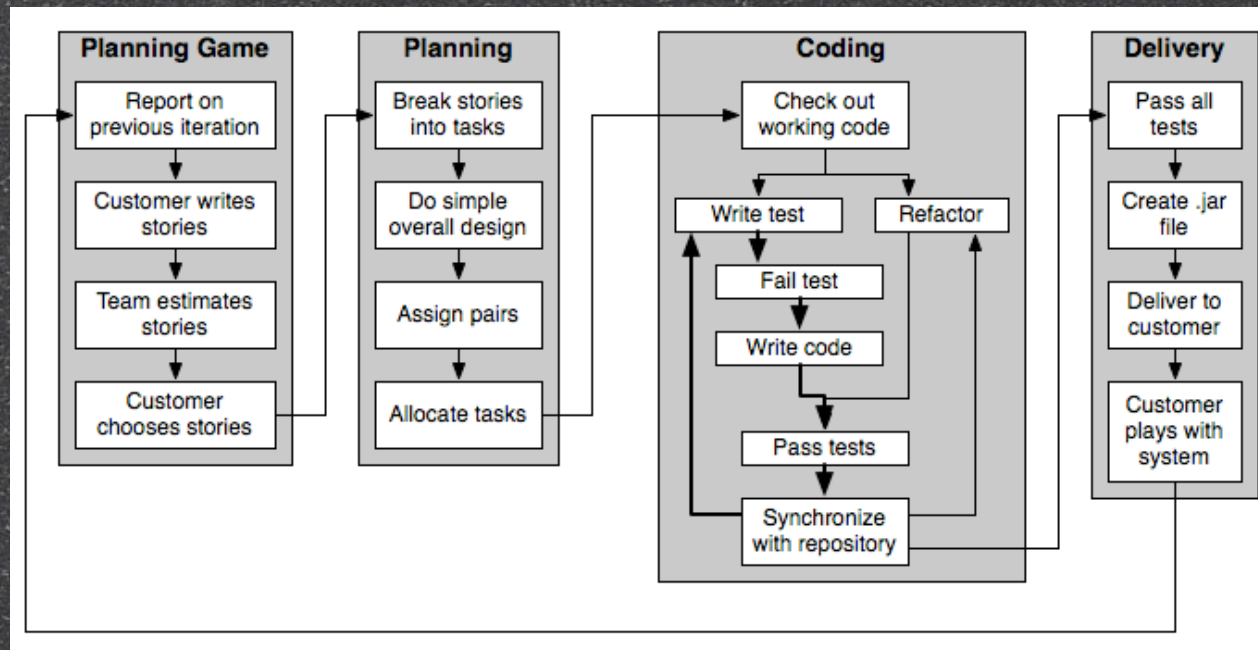 Planning Game
Report on
previous iteration
Customer writes
stories
Team estimates
stories
Customer
chooses stories
Planning
Break stories
into tasks
Do simple
overall design
Assign pairs
Allocate tasks
Coding
Check out
working code
Write test
Refactor
Fail test
Write code
Pass tests
Synchronize
with repository
Delivery
Pass all
tests
Create .jar
file
Deliver to
customer
Customer
plays with
system